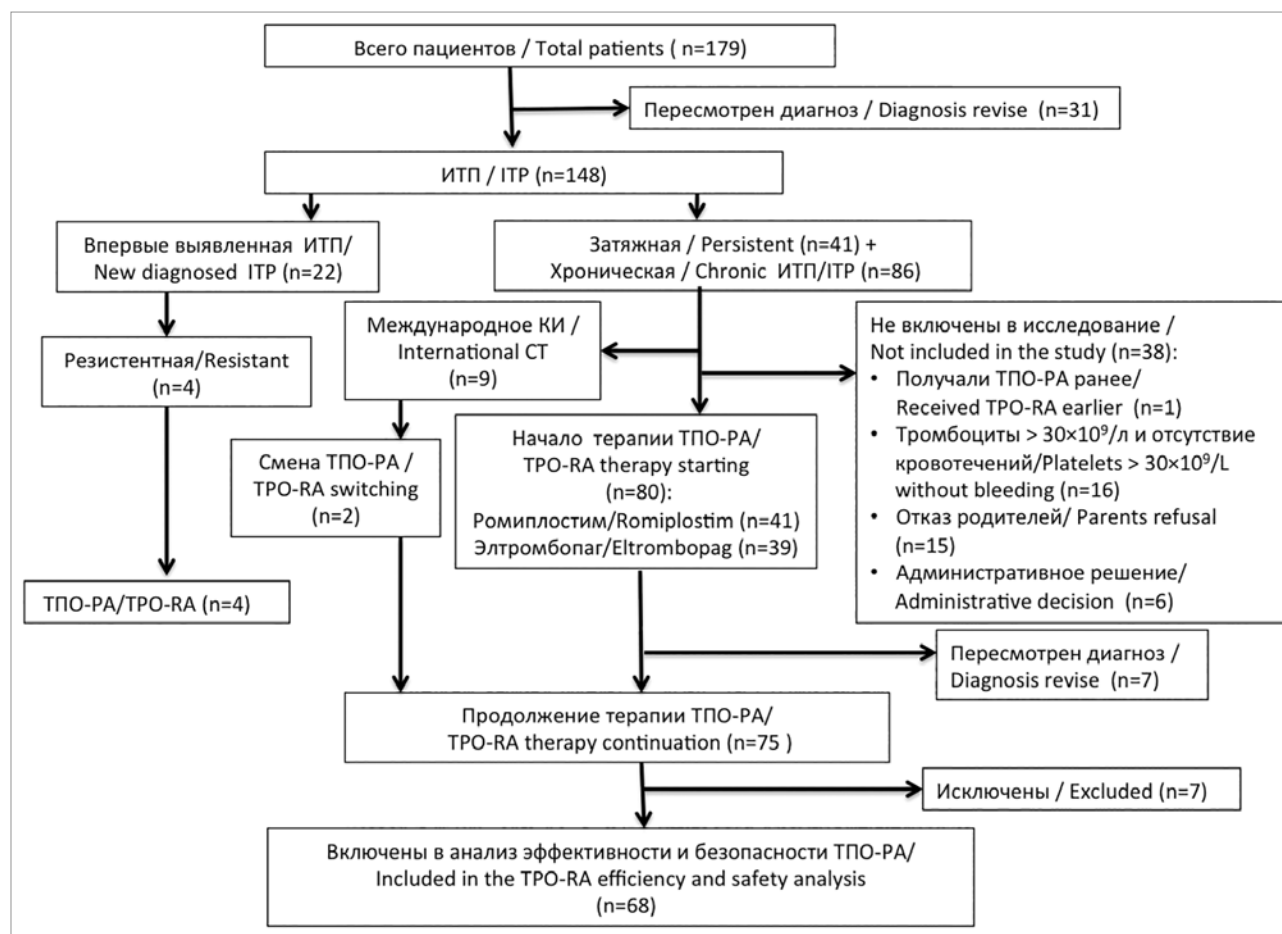 Всего пациентов / Total patients ( n=179)
Пересмотрен диагноз / Diagnosis revise (n=31)
ИТП / ITP (n=148)
Впервые выявленная ИТП/
New diagnosed ITP (n=22)
Затяжная / Persistent (n=41) +
Хроническая / Chronic ИТП/ITP (n=86)
Резистентная/Resistant
(n=4)
Международное КИ /
International CT
(n=9)
Не включены в исследование /
Not included in the study (n=38):
• Получали ТПО-РА ранее/
Received TPO-RA earlier (n=1)
• Тромбоциты > 30×10⁹/л и отсутствие
кровотечений/Platelets > 30×10⁹/L
without bleeding (n=16)
• Отказ родителей/ Parents refusal
(n=15)
• Административное решение/
Administrative decision (n=6)
Смена ТПО-РА /
TPO-RA switching
(n=2)
Начало терапии ТПО-РА/
TPO-RA therapy starting
(n=80):
Ромиплостим/Romiplostim (n=41)
Элтромбопаг/Eltrombopag (n=39)
ТПО-РА/TPO-RA (n=4)
Пересмотрен диагноз /
Diagnosis revise (n=7)
Продолжение терапии ТПО-РА/
TPO-RA therapy continuation (n=75 )
Исключены / Excluded (n=7)
Включены в анализ эффективности и безопасности ТПО-РА/
Included in the TPO-RA efficiency and safety analysis
(n=68)